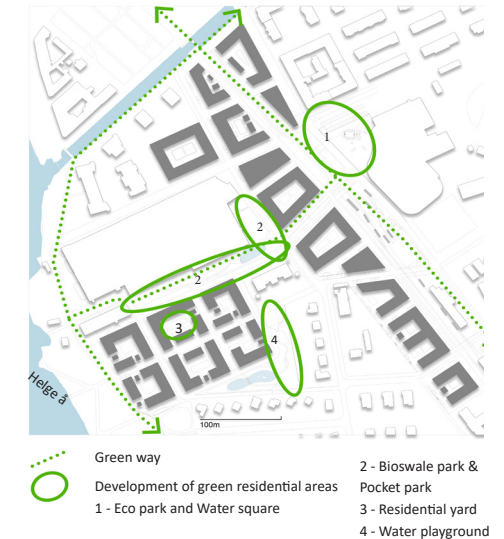 1
2
2
3
4
Helge å
100m
Green way
Development of green residential areas
1 - Eco park and Water square
2 - Bioswale park &
Pocket park
3 - Residential yard
4 - Water playground